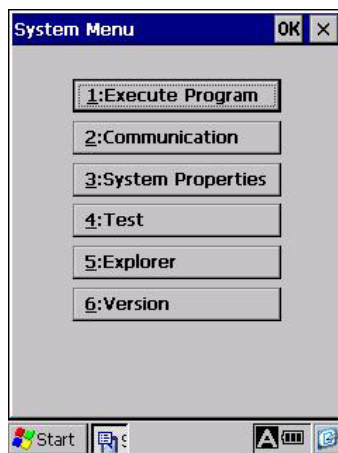 System Menu OK ×
1:Execute Program
2:Communication
3:System Properties
4:Test
5:Explorer
6:Version
Start A